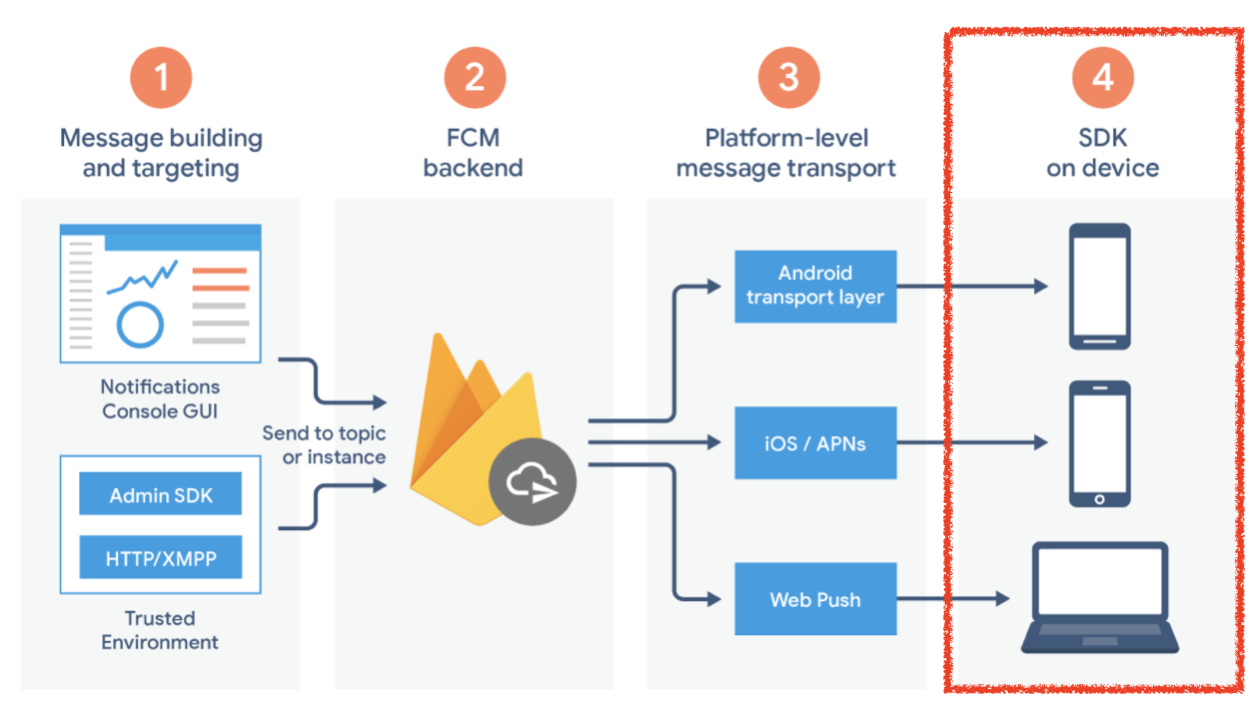 1
Message building
and targeting
Notifications
Console GUI
Send to topic
or instance
Admin SDK
HTTP/XMPP
Trusted
Environment
2
FCM
backend
3
Platform-level
message transport
Android
transport layer
iOS / APNs
Web Push
4
SDK
on device